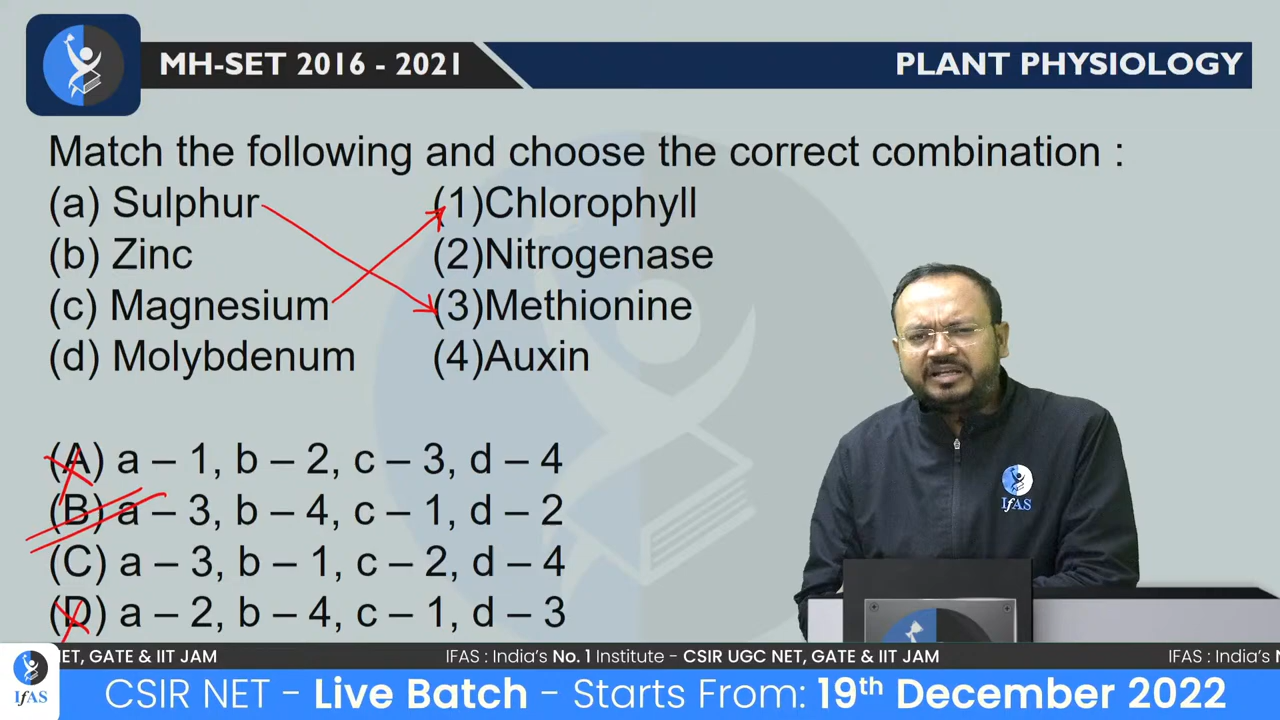 MH-SET 2016 - 2021
PLANT PHYSIOLOGY
Match the following and choose the correct combination :
(a) Sulphur (1)Chlorophyll
(b) Zinc (2)Nitrogenase
(c) Magnesium (3)Methionine
(d) Molybdenum (4)Auxin
(A) a – 1, b – 2, c – 3, d – 4
(B) a – 3, b – 4, c – 1, d – 2
(C) a – 3, b – 1, c – 2, d – 4
(D) a – 2, b – 4, c – 1, d – 3
IfAS
ET, GATE & IIT JAM IFAS : India's No. 1 Institute - CSIR UGC NET, GATE & IIT JAM IFAS : India's N
IfAS
CSIR NET - Live Batch - Starts From: 19th December 2022